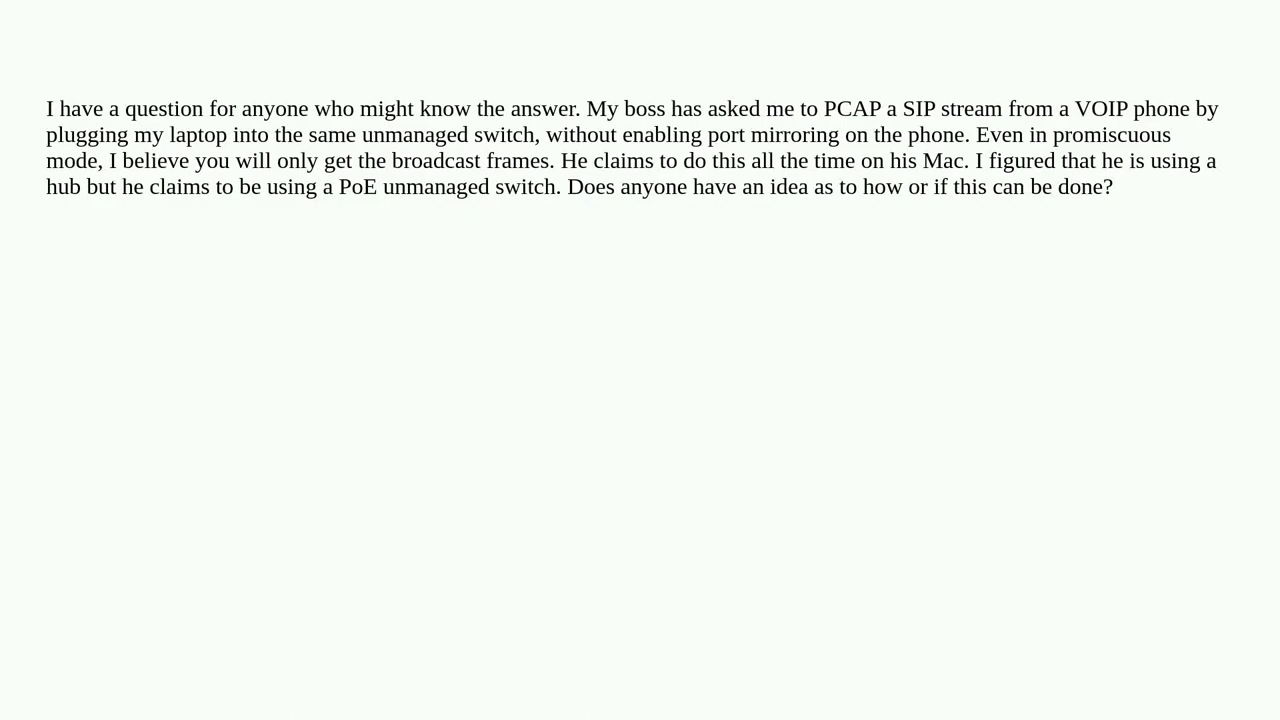 I have a question for anyone who might know the answer. My boss has asked me to PCAP a SIP stream from a VOIP phone by
plugging my laptop into the same unmanaged switch, without enabling port mirroring on the phone. Even in promiscuous
mode, I believe you will only get the broadcast frames. He claims to do this all the time on his Mac. I figured that he is using a
hub but he claims to be using a PoE unmanaged switch. Does anyone have an idea as to how or if this can be done?